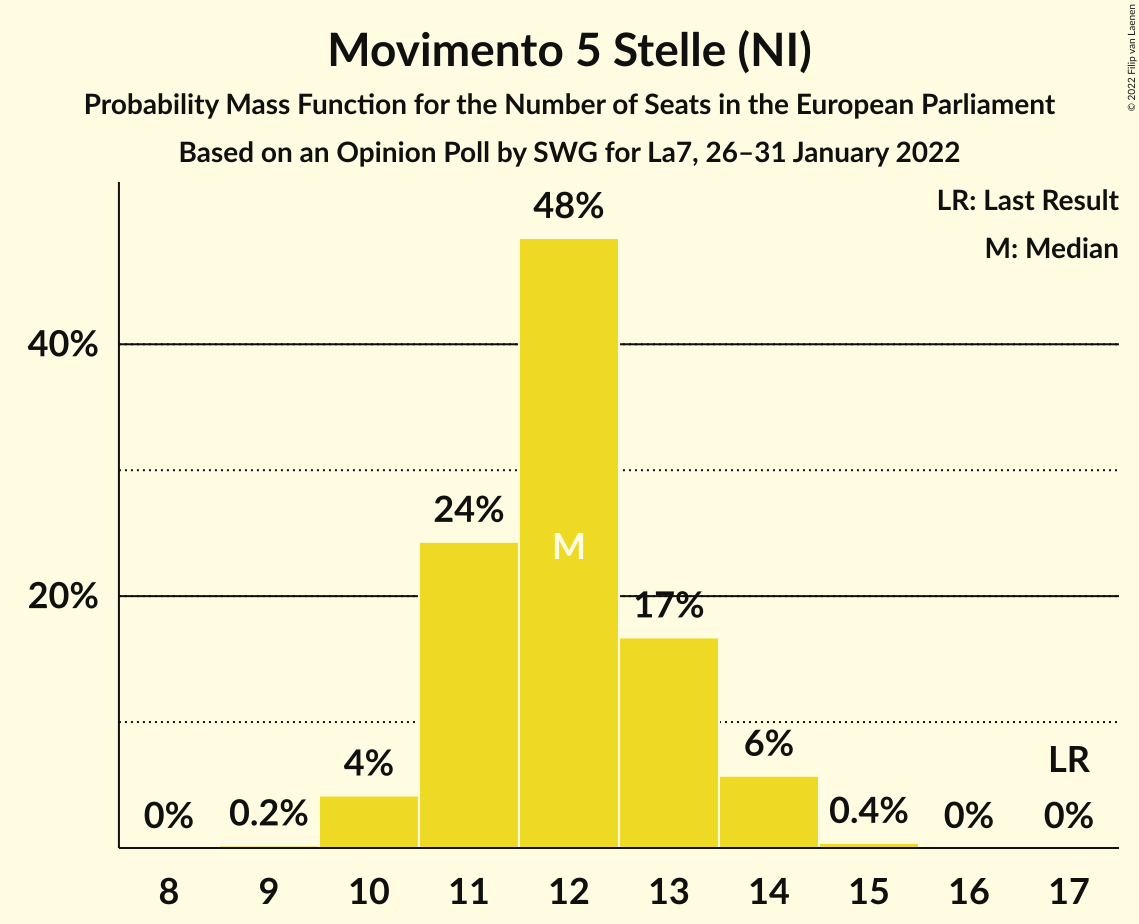 Movimento 5 Stelle (NI)
Probability Mass Function for the Number of Seats in the European Parliament
Based on an Opinion Poll by SWG for La7, 26–31 January 2022
© 2022 Filip van Laenen
LR: Last Result
M: Median
48%
40%
24%
M
20%
17%
6%
4%
LR
0%
0.2%
0.4%
0%
0%
8 9 10 11 12 13 14 15 16 17